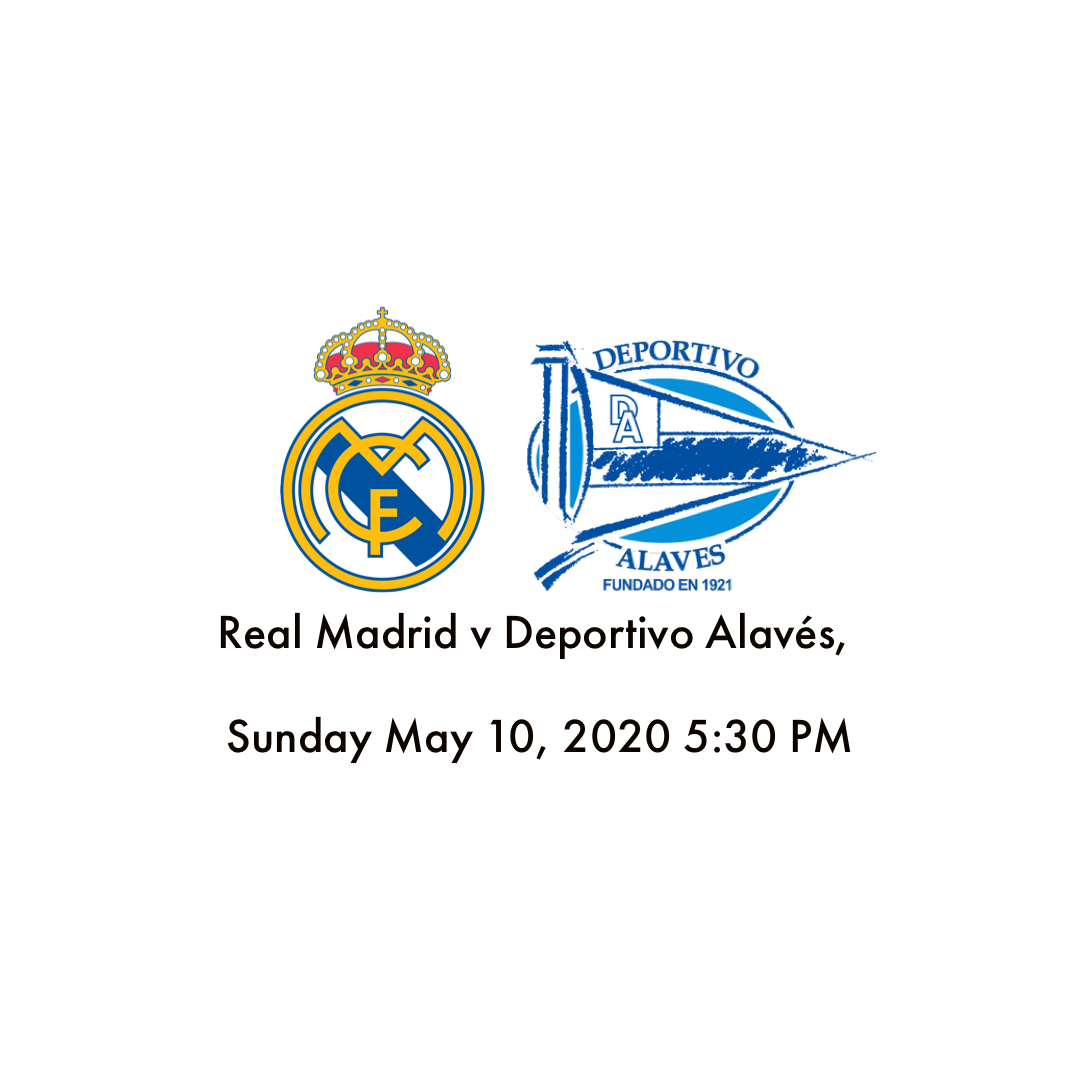 DEPORTIVO
DA
ALAVES
FUNDADO EN 1921
Real Madrid v Deportivo Alavés,
Sunday May 10, 2020 5:30 PM